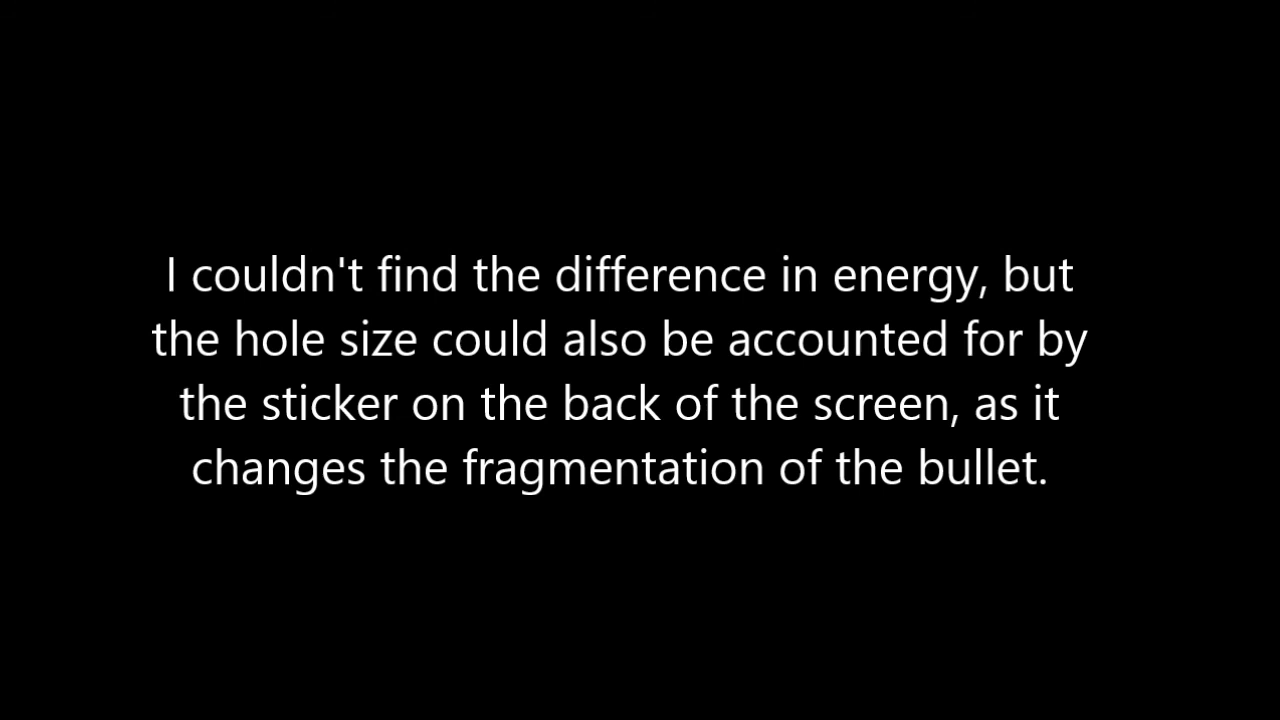 I couldn't find the difference in energy, but
the hole size could also be accounted for by
the sticker on the back of the screen, as it
changes the fragmentation of the bullet.